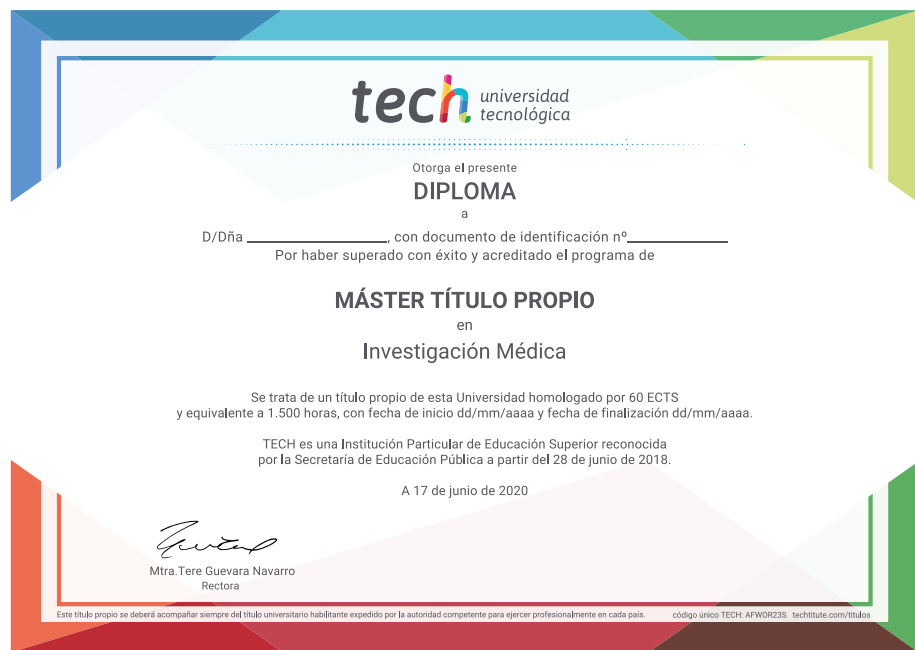 tech universidad
tecnológica
Otorga el presente
DIPLOMA
a
D/Dña ____________, con documento de identificación nº____________
Por haber superado con éxito y acreditado el programa de
MÁSTER TÍTULO PROPIO
en
Investigación Médica
Se trata de un título propio de esta Universidad homologado por 60 ECTS
y equivalente a 1.500 horas, con fecha de inicio dd/mm/aaaa y fecha de finalización dd/mm/aaaa.
TECH es una Institución Particular de Educación Superior reconocida
por la Secretaría de Educación Pública a partir del 28 de junio de 2018.
A 17 de junio de 2020
Mtra.Tere Guevara Navarro
Rectora
Este título propio se deberá acompañar siempre del título universitario habilitante expedido por la autoridad competente para ejercer profesionalmente en cada país. código único TECH: AFWOR23S techtitute.com/titulos